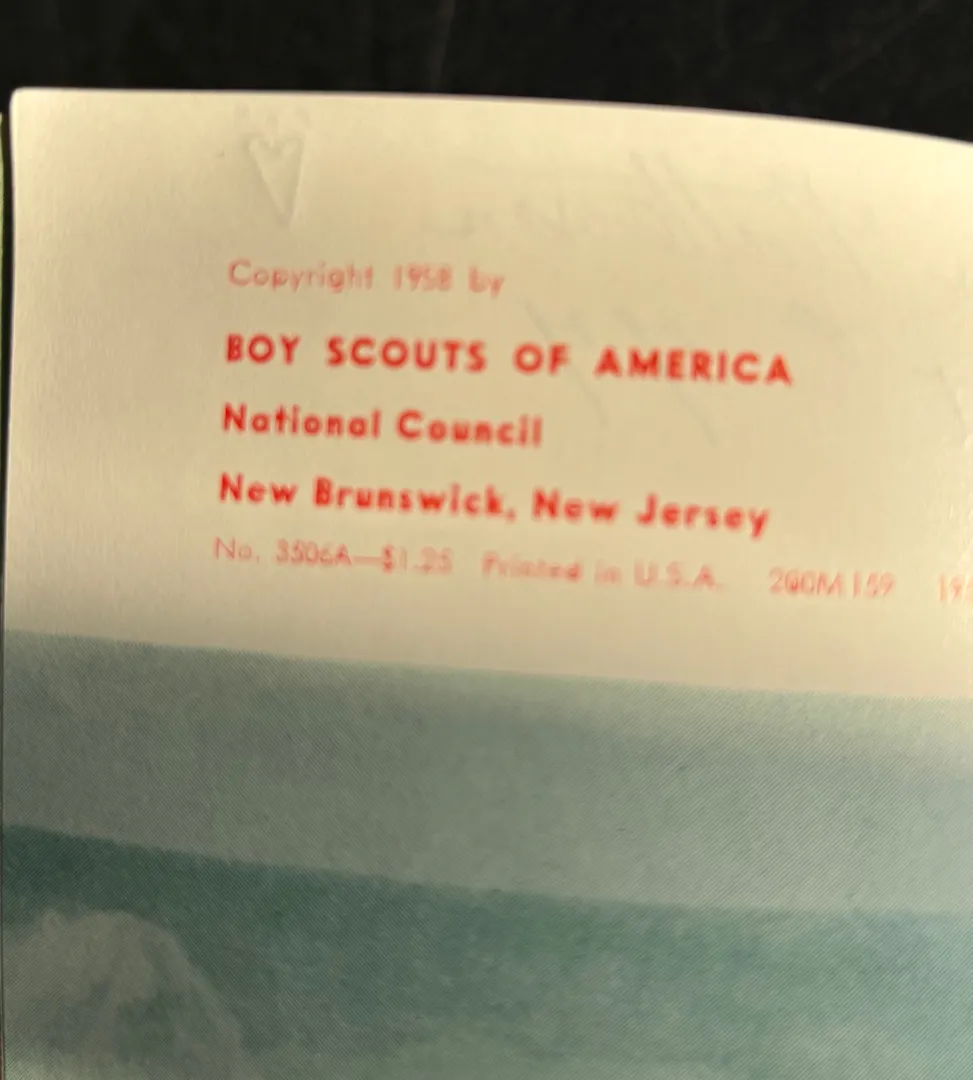 Copyright 1958 by
BOY SCOUTS OF AMERICA
National Council
New Brunswick, New Jersey
No. 3506A—$1.25 Printed in U.S.A. 200M159